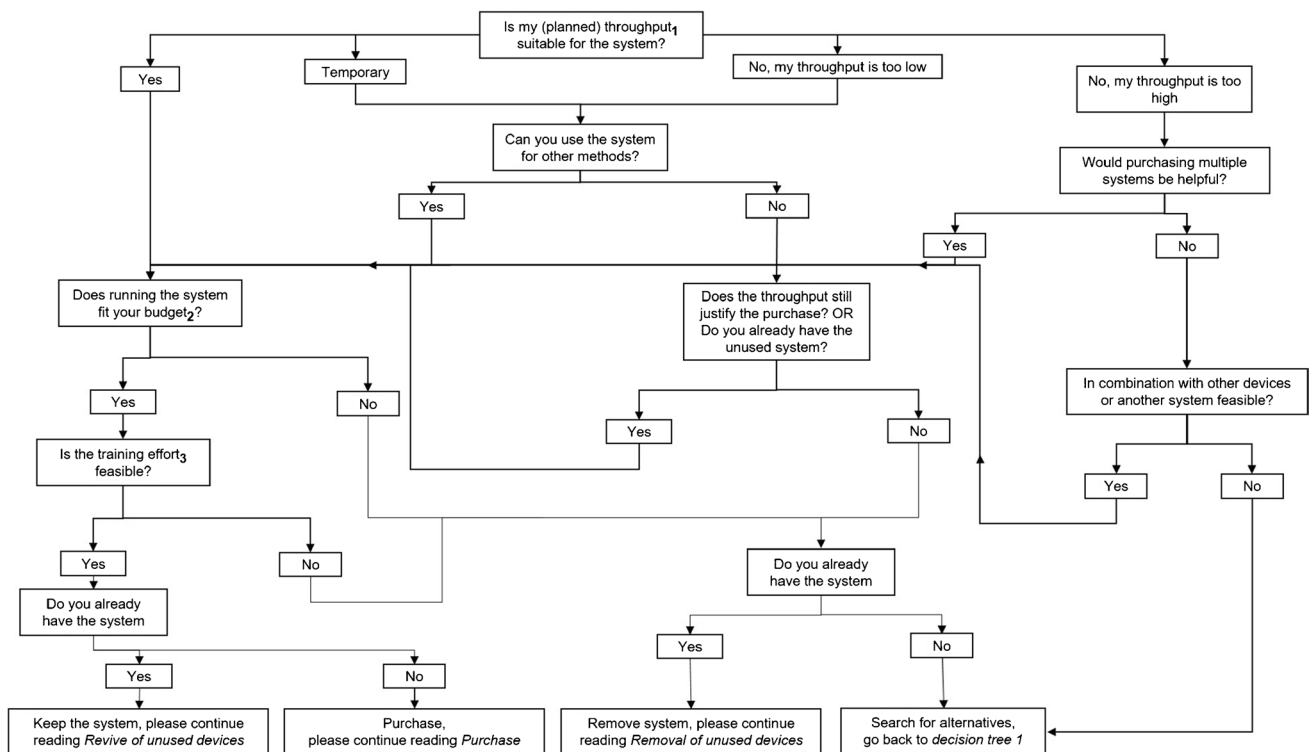 Is my (planned) throughput1
suitable for the system?
Yes
Temporary
No, my throughput is too low
No, my throughput is too
high
Can you use the system
for other methods?
Would purchasing multiple
systems be helpful?
Yes
No
Yes
No
Does running the system
fit your budget2?
Does the throughput still
justify the purchase? OR
Do you already have the
unused system?
In combination with other devices
or another system feasible?
Yes
No
Yes
No
Yes
No
Is the training effort3
feasible?
Yes
No
Do you already
have the system
Do you already
have the system
Yes
No
Yes
No
Keep the system, please continue
reading Revive of unused devices
Purchase,
please continue reading Purchase
Remove system, please continue
reading Removal of unused devices
Search for alternatives,
go back to decision tree 1